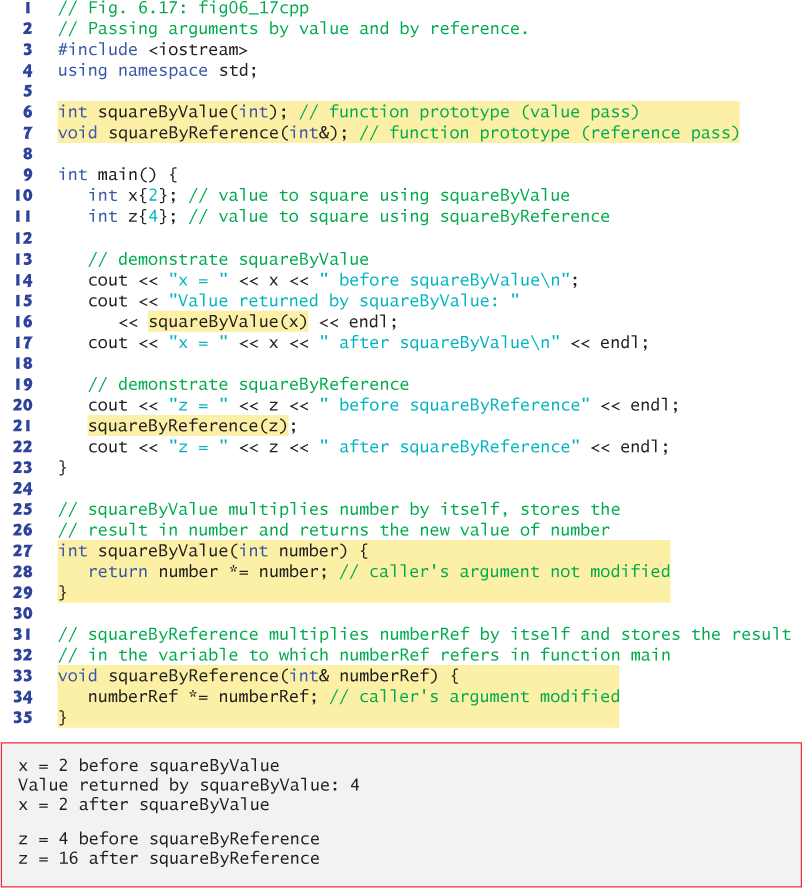 1 // Fig. 6.17: fig06_17cpp
2 // Passing arguments by value and by reference.
3 #include <iostream>
4 using namespace std;
5
6 int squareByValue(int); // function prototype (value pass)
7 void squareByReference(int&); // function prototype (reference pass)
8
9 int main() {
10    int x{2}; // value to square using squareByValue
11    int z{4}; // value to square using squareByReference
12
13    // demonstrate squareByValue
14    cout << "x = " << x << " before squareByValue\n";
15    cout << "Value returned by squareByValue: "
16       << squareByValue(x) << endl;
17    cout << "x = " << x << " after squareByValue\n" << endl;
18
19    // demonstrate squareByReference
20    cout << "z = " << z << " before squareByReference" << endl;
21    squareByReference(z);
22    cout << "z = " << z << " after squareByReference" << endl;
23 }
24
25 // squareByValue multiplies number by itself, stores the
26 // result in number and returns the new value of number
27 int squareByValue(int number) {
28    return number *= number; // caller's argument not modified
29 }
30
31 // squareByReference multiplies numberRef by itself and stores the result
32 // in the variable to which numberRef refers in function main
33 void squareByReference(int& numberRef) {
34    numberRef *= numberRef; // caller's argument modified
35 }
x = 2 before squareByValue
Value returned by squareByValue: 4
x = 2 after squareByValue
z = 4 before squareByReference
z = 16 after squareByReference